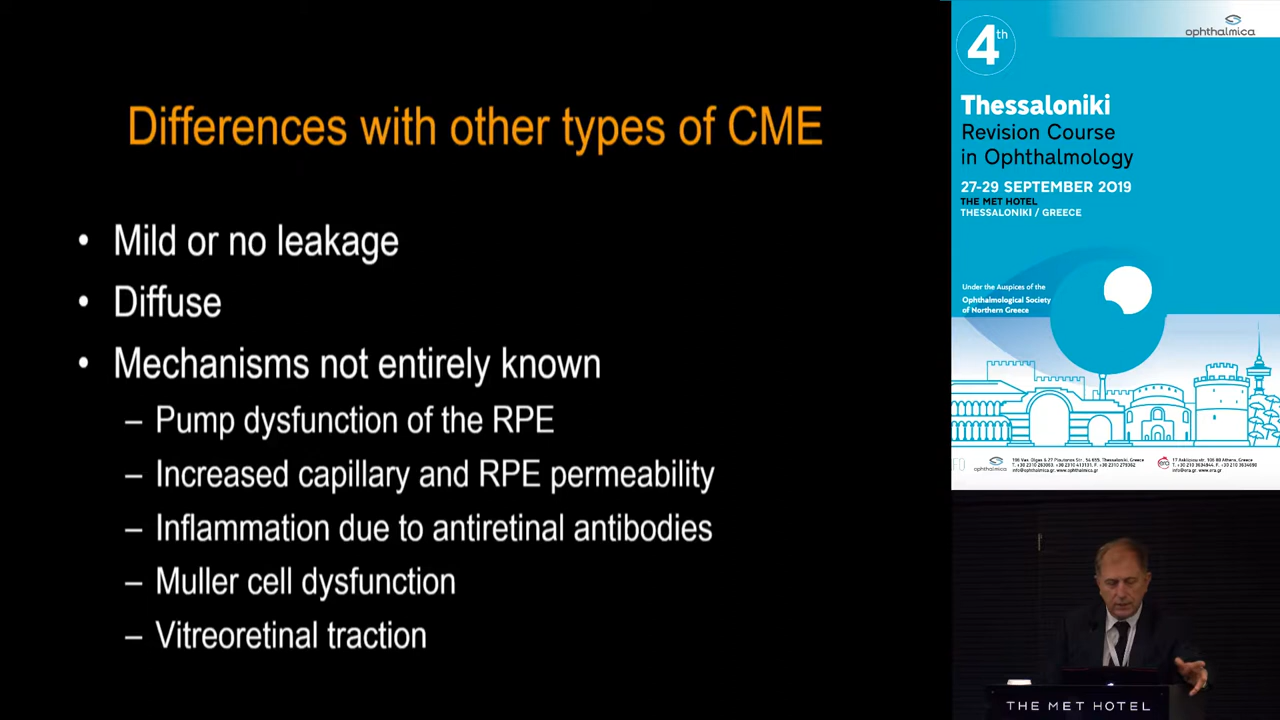 Differences with other types of CME
• Mild or no leakage
• Diffuse
• Mechanisms not entirely known
– Pump dysfunction of the RPE
– Increased capillary and RPE permeability
– Inflammation due to antiretinal antibodies
– Muller cell dysfunction
– Vitreoretinal traction
ophthalmica
4th
Thessaloniki
Revision Course
in Ophthalmology
27-29 SEPTEMBER 2019
THE MET HOTEL
THESSALONIKI / GREECE
Under the Auspices of the
Ophthalmological Society
of Northern Greece
ophthalmica
THE MET HOTEL